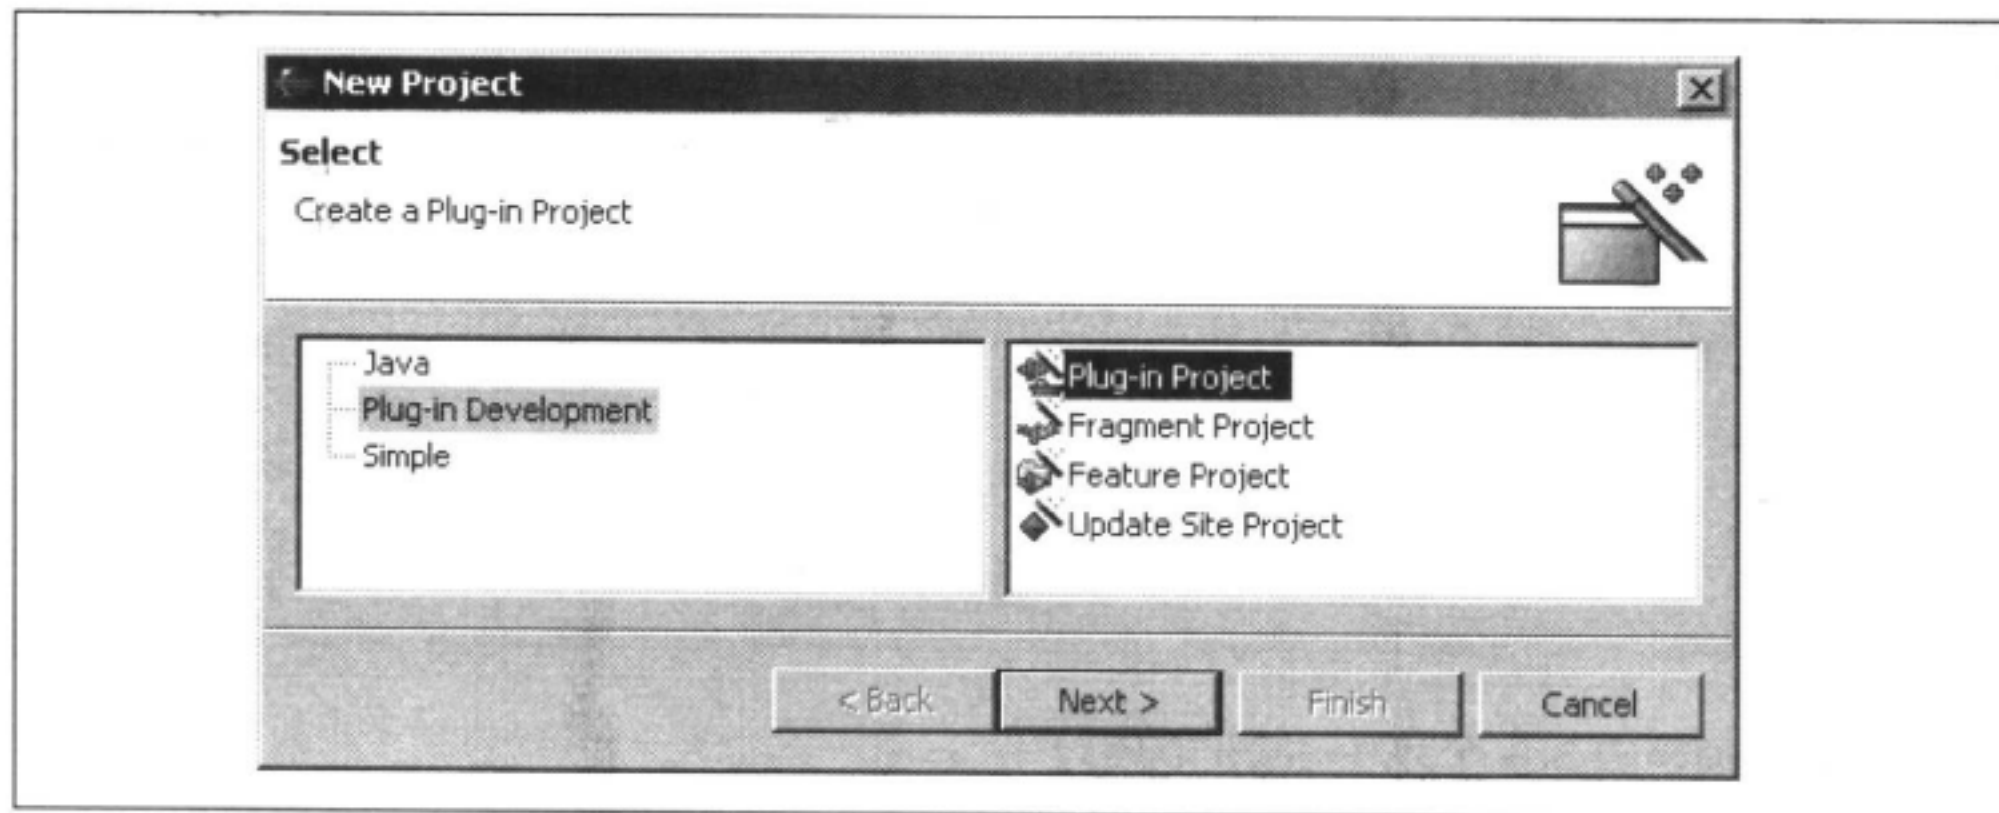 New Project
Select
Create a Plug-in Project
Java
Plug-in Development
Simple
Plug-in Project
Fragment Project
Feature Project
Update Site Project
< Back Next > Finish Cancel